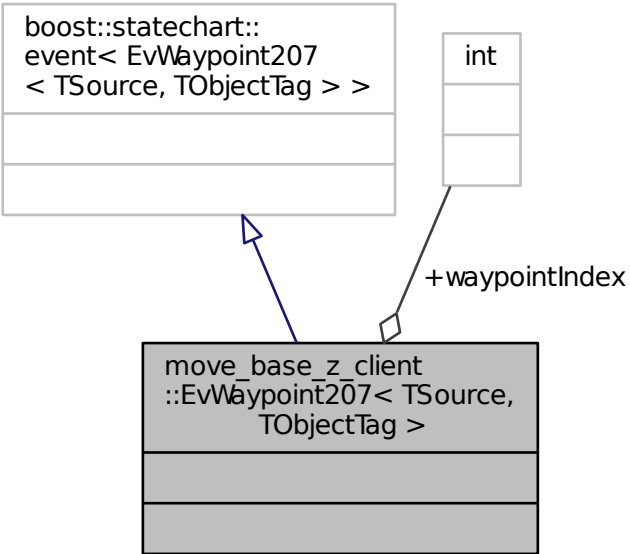 boost::statechart::
event< EvWaypoint207
< TSource, TObjectTag > >
int
+waypointIndex
move_base_z_client
::EvWaypoint207< TSource,
TObjectTag >